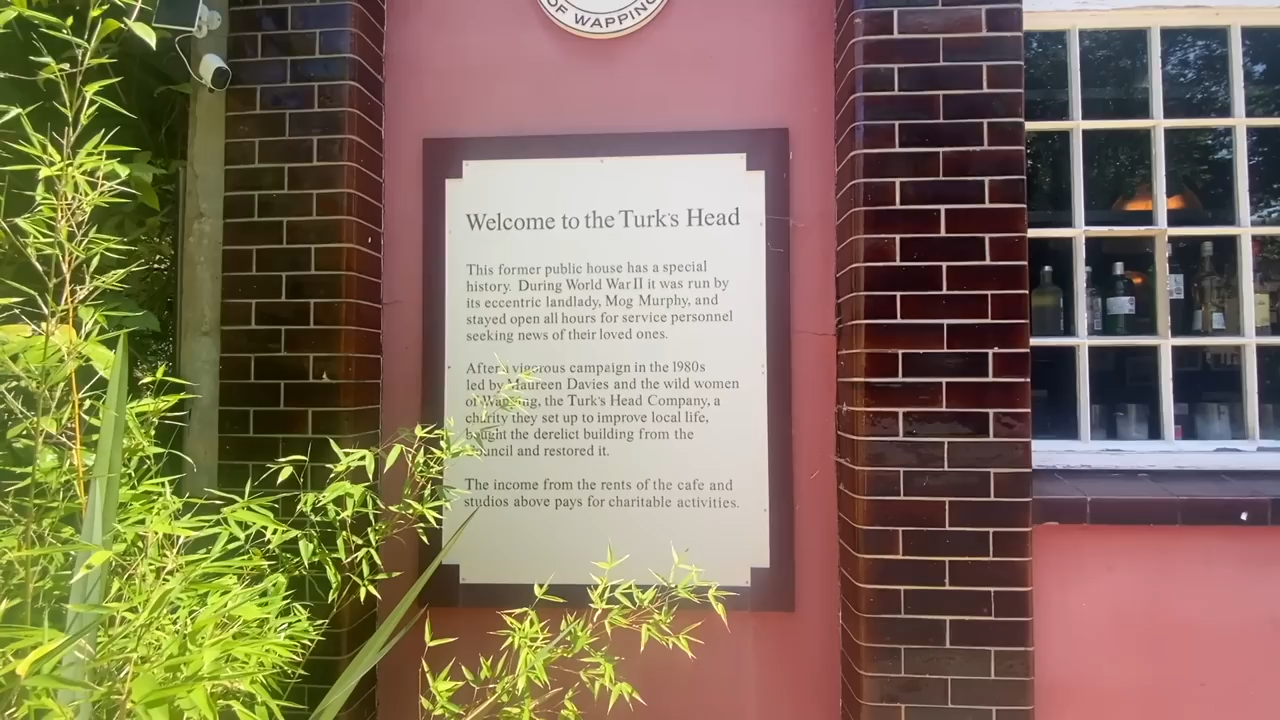 OF WAPPING
Welcome to the Turk's Head
This former public house has a special
history. During World War II it was run by
its eccentric landlady, Mog Murphy, and
stayed open all hours for service personnel
seeking news of their loved ones.
After a vigorous campaign in the 1980s
led by Maureen Davies and the wild women
of Wapping, the Turk's Head Company, a
charity they set up to improve local life,
bought the derelict building from the
council and restored it.
The income from the rents of the cafe and
studios above pays for charitable activities.